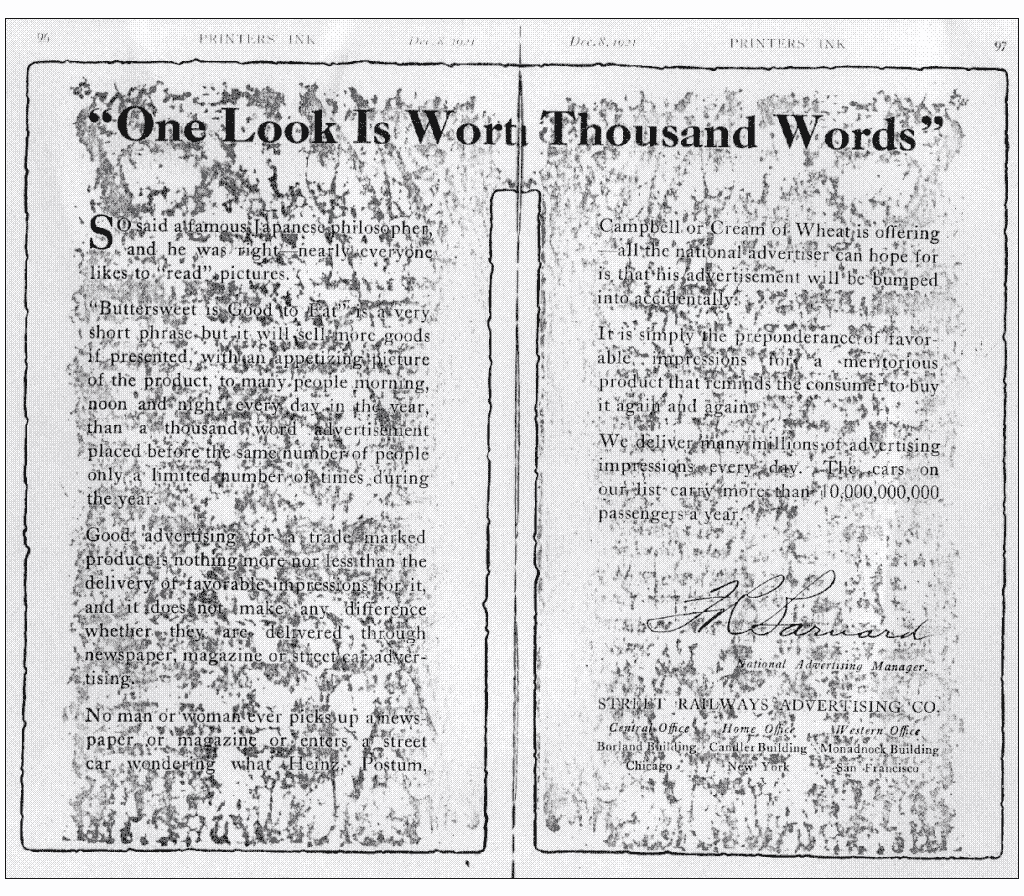 96 PRINTERS' INK Dec. 8, 1921
Dec. 8, 1921 PRINTERS' INK 97
“One Look Is Worth Thousand Words”
SO said a famous Japanese philosopher,
and he was right—nearly everyone
likes to “read” pictures.
“Buttersweet is Good to Eat” is a very
short phrase but it will sell more goods
if presented, with an appetizing picture
of the product, to many people morning,
noon and night, every day in the year,
than a thousand word advertisement
placed before the same number of people
only a limited number of times during
the year.
Good advertising for a trade marked
product is nothing more nor less than the
delivery of favorable impressions for it,
and it does not make any difference
whether they are delivered through
newspaper, magazine or street car adver-
tising.
No man or woman ever picks up a news-
paper or magazine or enters a street
car wondering what Heinz, Postum,
Campbell or Cream of Wheat is offering
—all the national advertiser can hope for
is that his advertisement will be bumped
into accidentally.
It is simply the preponderance of favor-
able impressions for a meritorious
product that reminds the consumer to buy
it again and again.
We deliver many millions of advertising
impressions every day. The cars on
our list carry more than 10,000,000,000
passengers a year.
Barnard
National Advertising Manager.
STREET RAILWAYS ADVERTISING CO.
Central Office Home Office Western Office
Borland Building Candler Building Monadnock Building
Chicago New York San Francisco